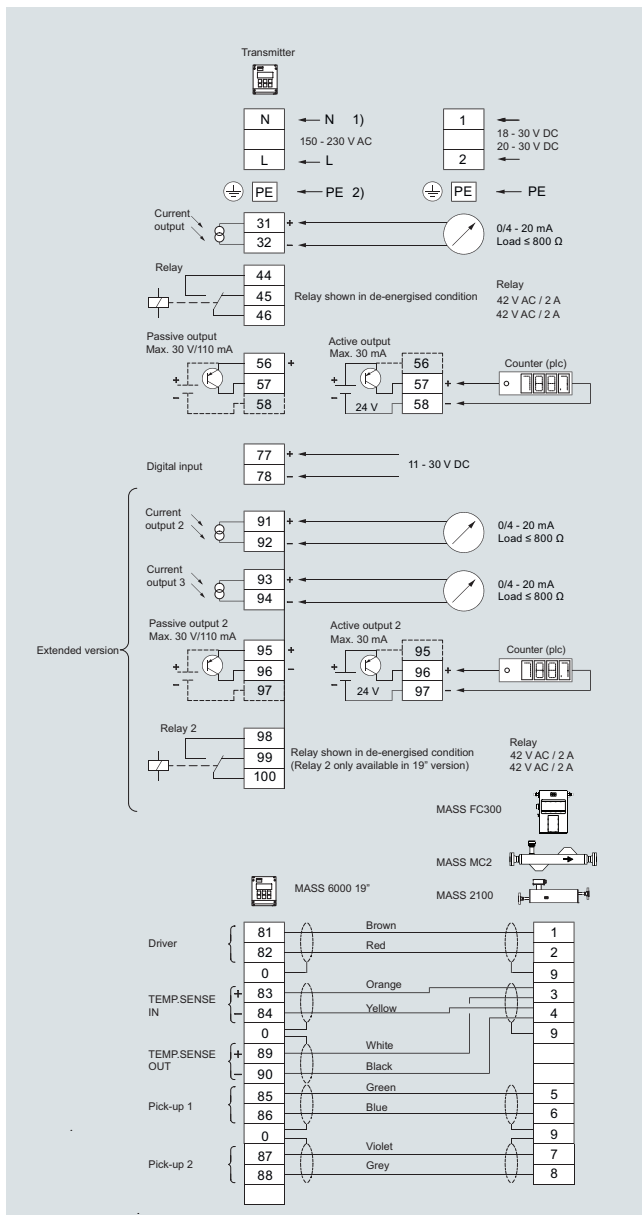 Transmitter
N N 1) 1
150 - 230 V AC 18 - 30 V DC
20 - 30 V DC
L L 2
PE PE 2) PE PE
Current
output 31 + 0/4 - 20 mA
32 – Load ≤ 800 Ω
Relay 44 Relay
45 Relay shown in de-energised condition 42 V AC / 2 A
46 42 V AC / 2 A
Passive output Active output
Max. 30 V/110 mA Max. 30 mA
56 + 56 Counter (plc)
+ 57 + 57 +
– 58 – 24 V 58 –
77 +
Digital input 11 - 30 V DC
78 –
Current
output 2 91 + 0/4 - 20 mA
92 – Load ≤ 800 Ω
Current
output 3 93 + 0/4 - 20 mA
94 – Load ≤ 800 Ω
Passive output 2 Active output 2
Max. 30 V/110 mA Max. 30 mA
Extended version 95 + 95 Counter (plc)
+ 96 – + 96 +
– 97 – 24 V 97 –
Relay 2 98 Relay
99 Relay shown in de-energised condition 42 V AC / 2 A
100 (Relay 2 only available in 19" version) 42 V AC / 2 A
MASS FC300
MASS MC2
MASS 6000 19" MASS 2100
81 Brown 1
Driver
82 Red 2
0 9
TEMP.SENSE
IN + 83 Orange 3
– 84 Yellow 4
0 9
TEMP.SENSE
OUT + 89 White
– 90 Black
85 Green 5
Pick-up 1
86 Blue 6
0 9
87 Violet 7
Pick-up 2
88 Grey 8